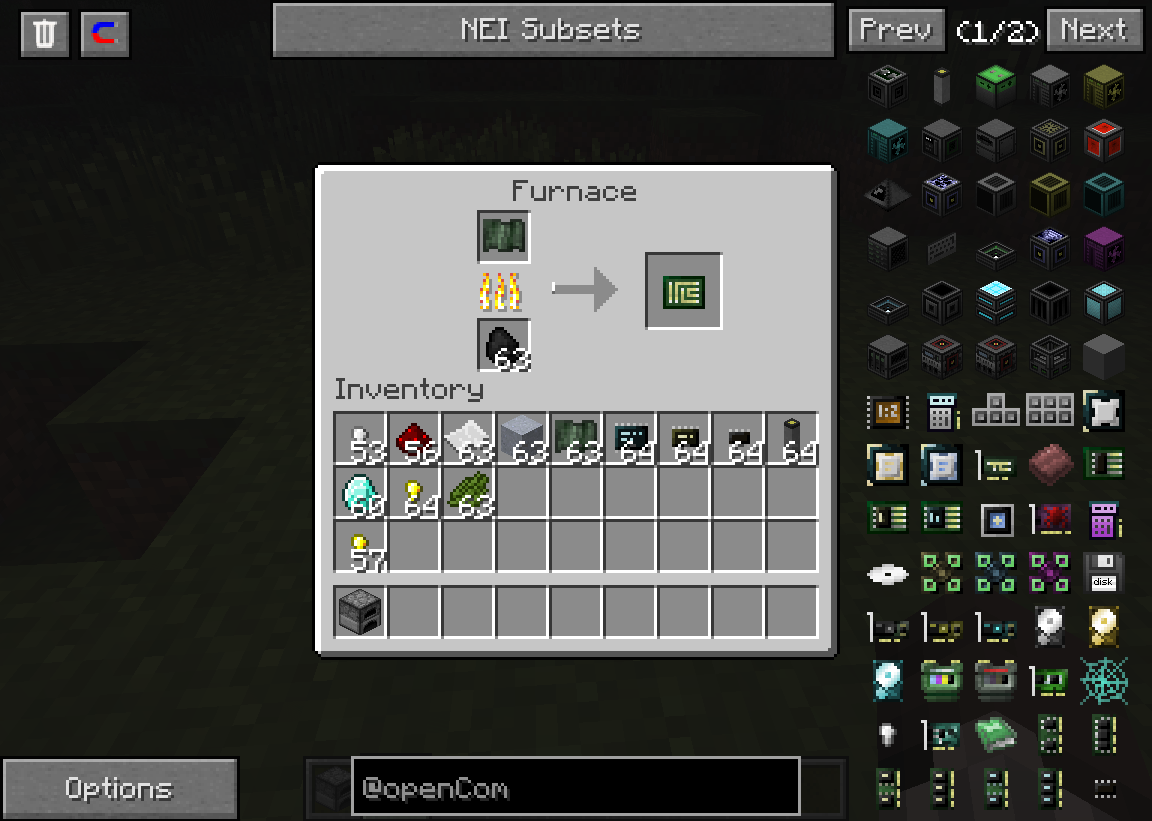 NEI Subsets
Prev (1/2) Next
Furnace
63
Inventory
53 56 63 63 63 64 64 64 64
60 64 63
57
1:2
disk
Options
@openCom